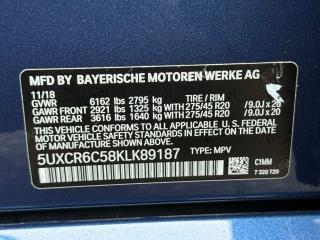 MFD BY BAYERISCHE MOTOREN WERKE AG
11/18 TIRE / RIM
GVWR 6162 lbs 2795 kg
GAWR FRONT 2921 lbs 1325 kg WITH 275/45 R20 /9.0J x 20
GAWR REAR 3616 lbs 1640 kg WITH 275/45 R20 /9.0J x 20
THIS VEHICLE CONFORMS TO ALL APPLICABLE U.S. FEDERAL
MOTOR VEHICLE SAFETY STANDARDS IN
EFFECT ON THE DATE OF MANUFACTURE SHOWN ABOVE.
5UXCR6C58KLK89187 TYPE: MPV
C1MM
7 320 729